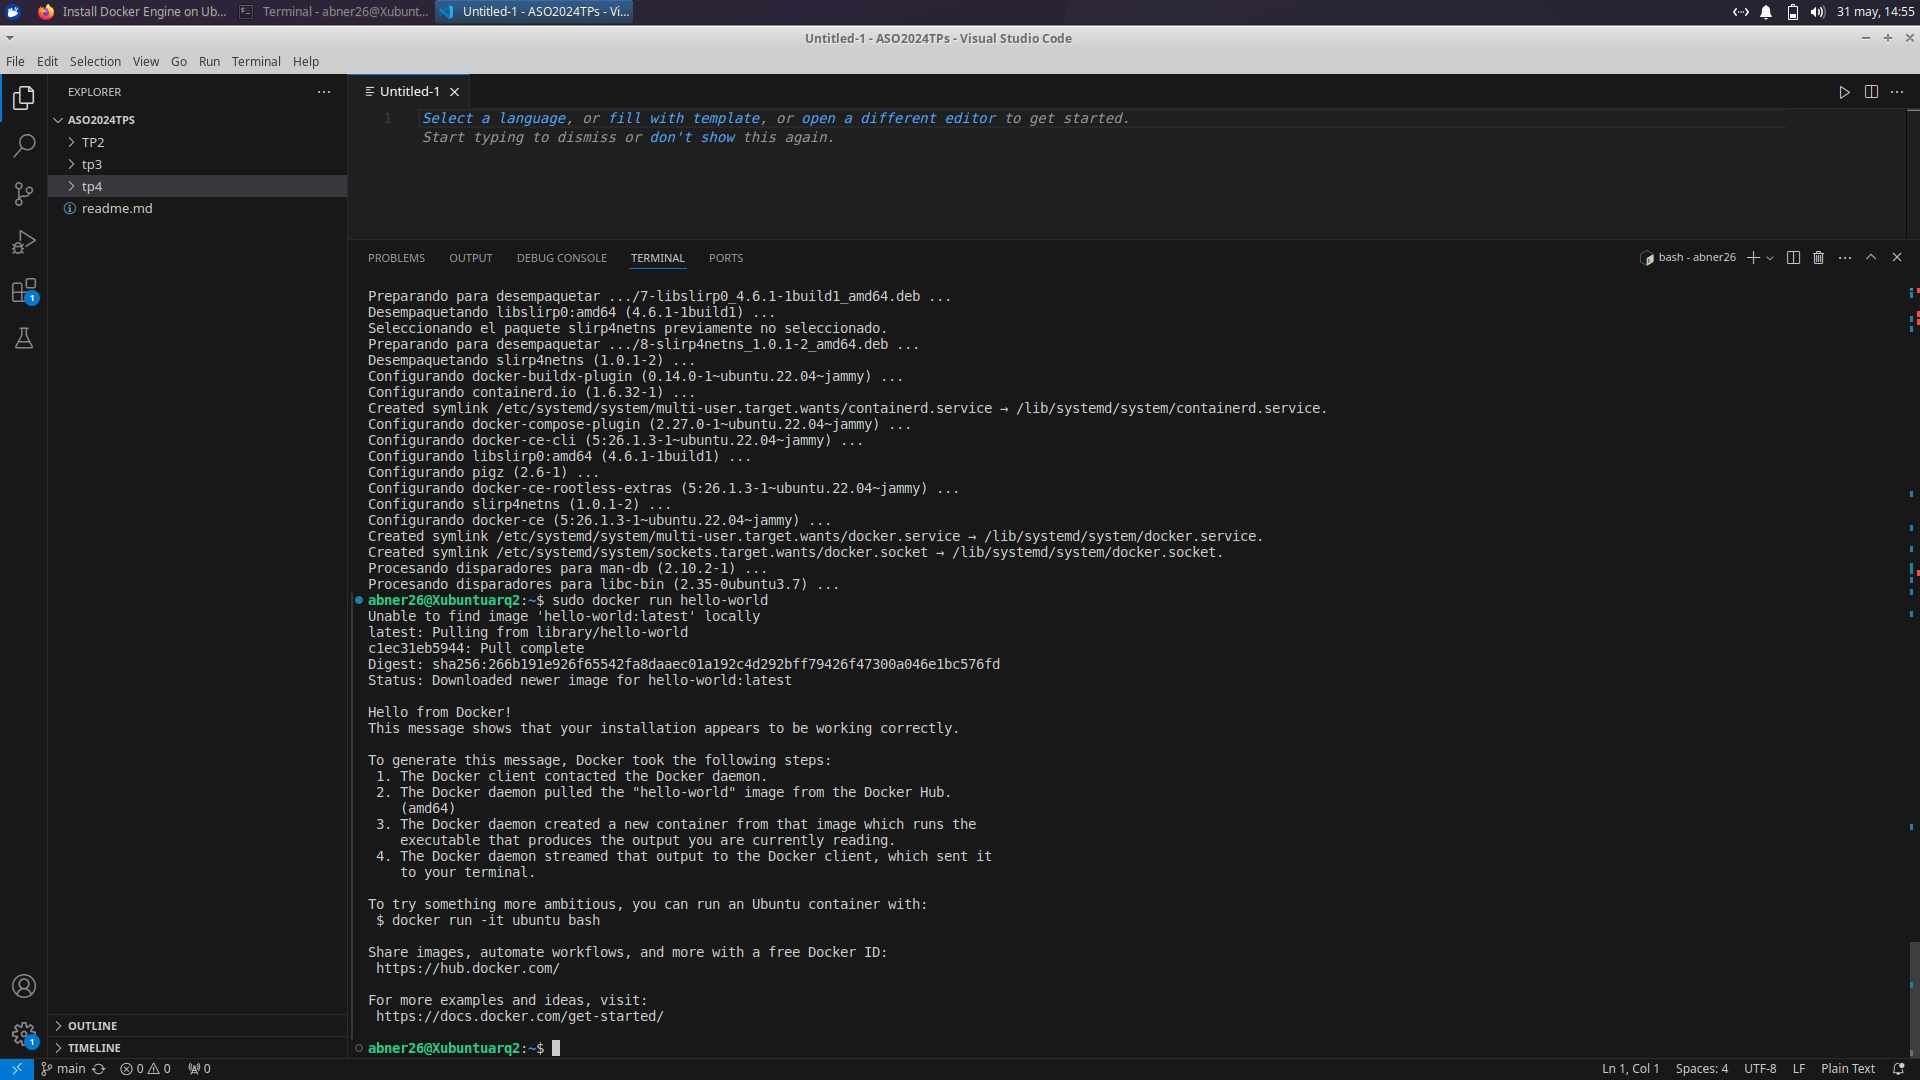 Install Docker Engine on Ub...
Terminal - abner26@Xubunt...
Untitled-1 - ASO2024TPs - Vi...
31 may, 14:55
Untitled-1 - ASO2024TPs - Visual Studio Code
File Edit Selection View Go Run Terminal Help
EXPLORER
ASO2024TPS
TP2
tp3
tp4
readme.md
OUTLINE
TIMELINE
1
1
Untitled-1
1
Select a language, or fill with template, or open a different editor to get started.
Start typing to dismiss or don't show this again.
PROBLEMS OUTPUT DEBUG CONSOLE TERMINAL PORTS
bash - abner26
Preparando para desempaquetar .../7-libslirp0_4.6.1-1build1_amd64.deb ...
Desempaquetando libslirp0:amd64 (4.6.1-1build1) ...
Seleccionando el paquete slirp4netns previamente no seleccionado.
Preparando para desempaquetar .../8-slirp4netns_1.0.1-2_amd64.deb ...
Desempaquetando slirp4netns (1.0.1-2) ...
Configurando docker-buildx-plugin (0.14.0-1~ubuntu.22.04~jammy) ...
Configurando containerd.io (1.6.32-1) ...
Created symlink /etc/systemd/system/multi-user.target.wants/containerd.service → /lib/systemd/system/containerd.service.
Configurando docker-compose-plugin (2.27.0-1~ubuntu.22.04~jammy) ...
Configurando docker-ce-cli (5:26.1.3-1~ubuntu.22.04~jammy) ...
Configurando libslirp0:amd64 (4.6.1-1build1) ...
Configurando pigz (2.6-1) ...
Configurando docker-ce-rootless-extras (5:26.1.3-1~ubuntu.22.04~jammy) ...
Configurando slirp4netns (1.0.1-2) ...
Configurando docker-ce (5:26.1.3-1~ubuntu.22.04~jammy) ...
Created symlink /etc/systemd/system/multi-user.target.wants/docker.service → /lib/systemd/system/docker.service.
Created symlink /etc/systemd/system/sockets.target.wants/docker.socket → /lib/systemd/system/docker.socket.
Procesando disparadores para man-db (2.10.2-1) ...
Procesando disparadores para libc-bin (2.35-0ubuntu3.7) ...
abner26@Xubuntuarq2:~$ sudo docker run hello-world
Unable to find image 'hello-world:latest' locally
latest: Pulling from library/hello-world
c1ec31eb5944: Pull complete
Digest: sha256:266b191e926f65542fa8daaec01a192c4d292bff79426f47300a046e1bc576fd
Status: Downloaded newer image for hello-world:latest
Hello from Docker!
This message shows that your installation appears to be working correctly.
To generate this message, Docker took the following steps:
1. The Docker client contacted the Docker daemon.
2. The Docker daemon pulled the "hello-world" image from the Docker Hub.
(amd64)
3. The Docker daemon created a new container from that image which runs the
executable that produces the output you are currently reading.
4. The Docker daemon streamed that output to the Docker client, which sent it
to your terminal.
To try something more ambitious, you can run an Ubuntu container with:
$ docker run -it ubuntu bash
Share images, automate workflows, and more with a free Docker ID:
https://hub.docker.com/
For more examples and ideas, visit:
https://docs.docker.com/get-started/
abner26@Xubuntuarq2:~$
main 0 0 0
Ln 1, Col 1 Spaces: 4 UTF-8 LF Plain Text